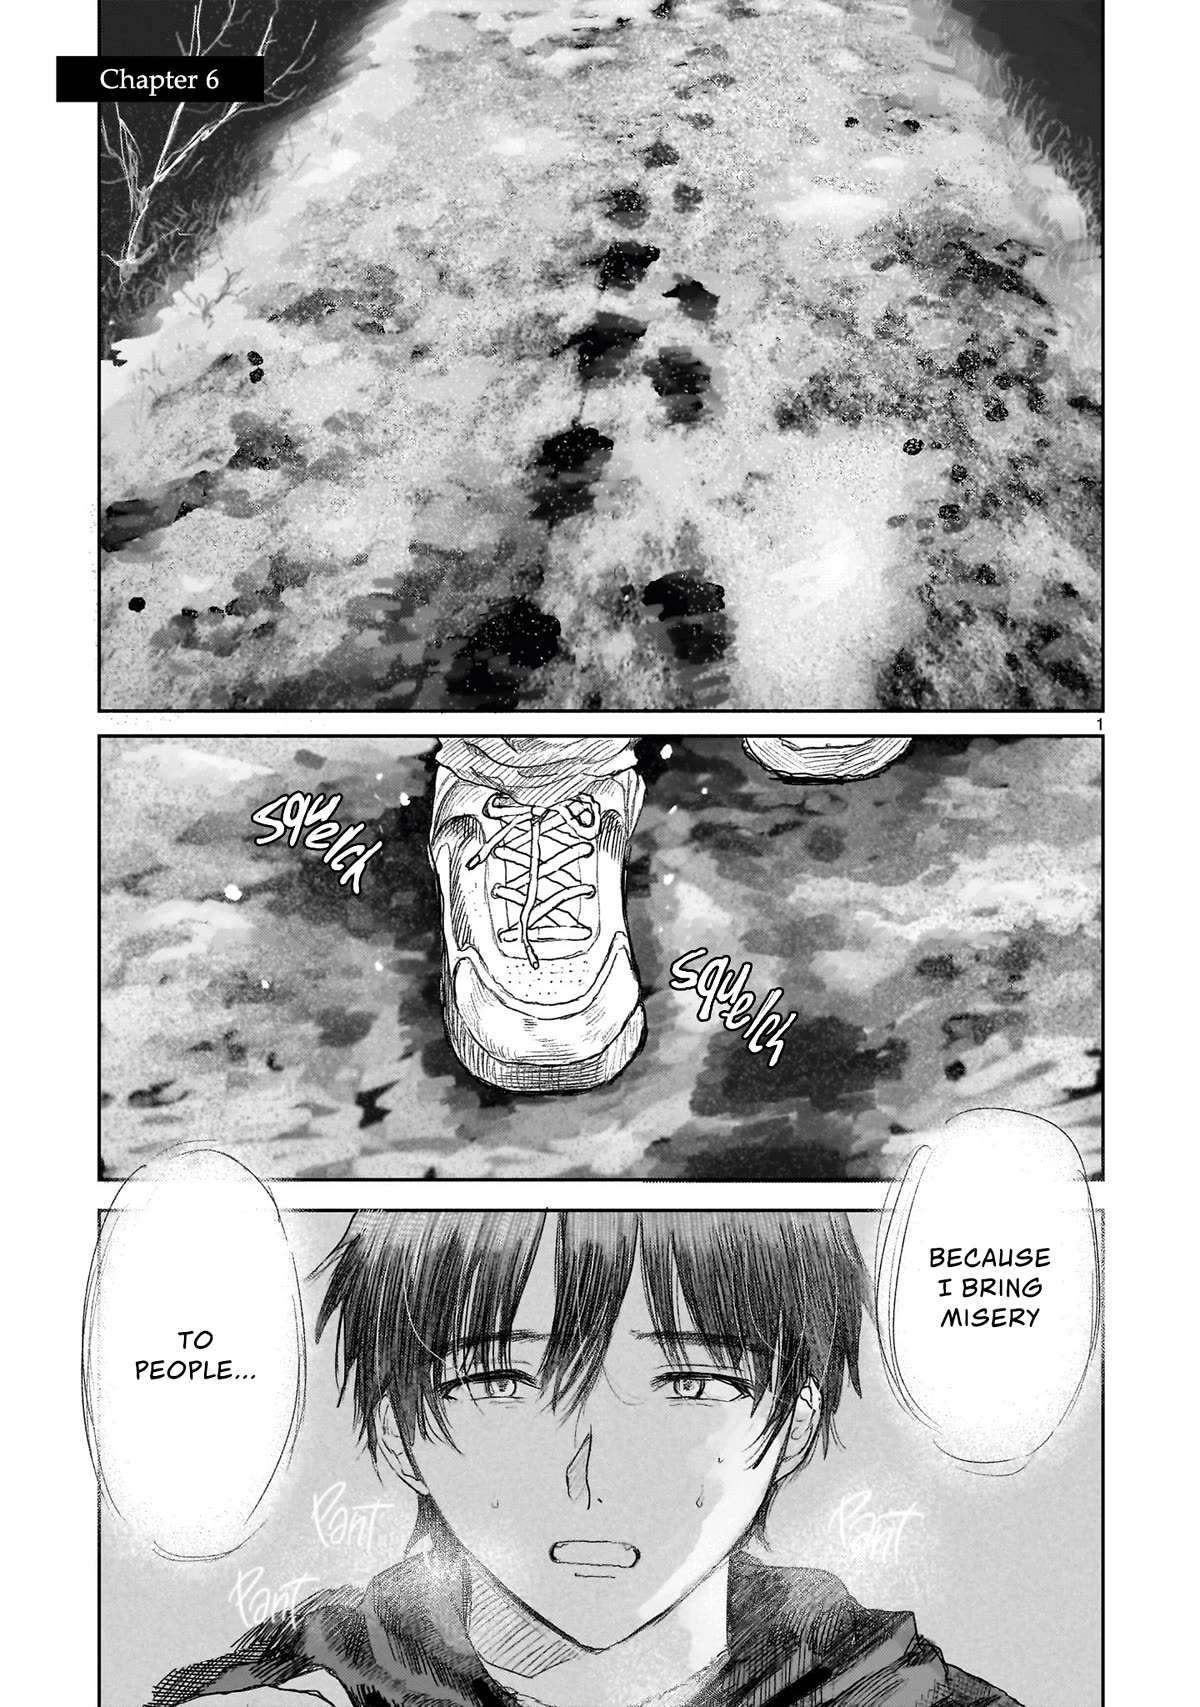 Chapter 6
1
squelch
squelch
BECAUSE
I BRING
MISERY
TO
PEOPLE...
Pant
Pant
Pant